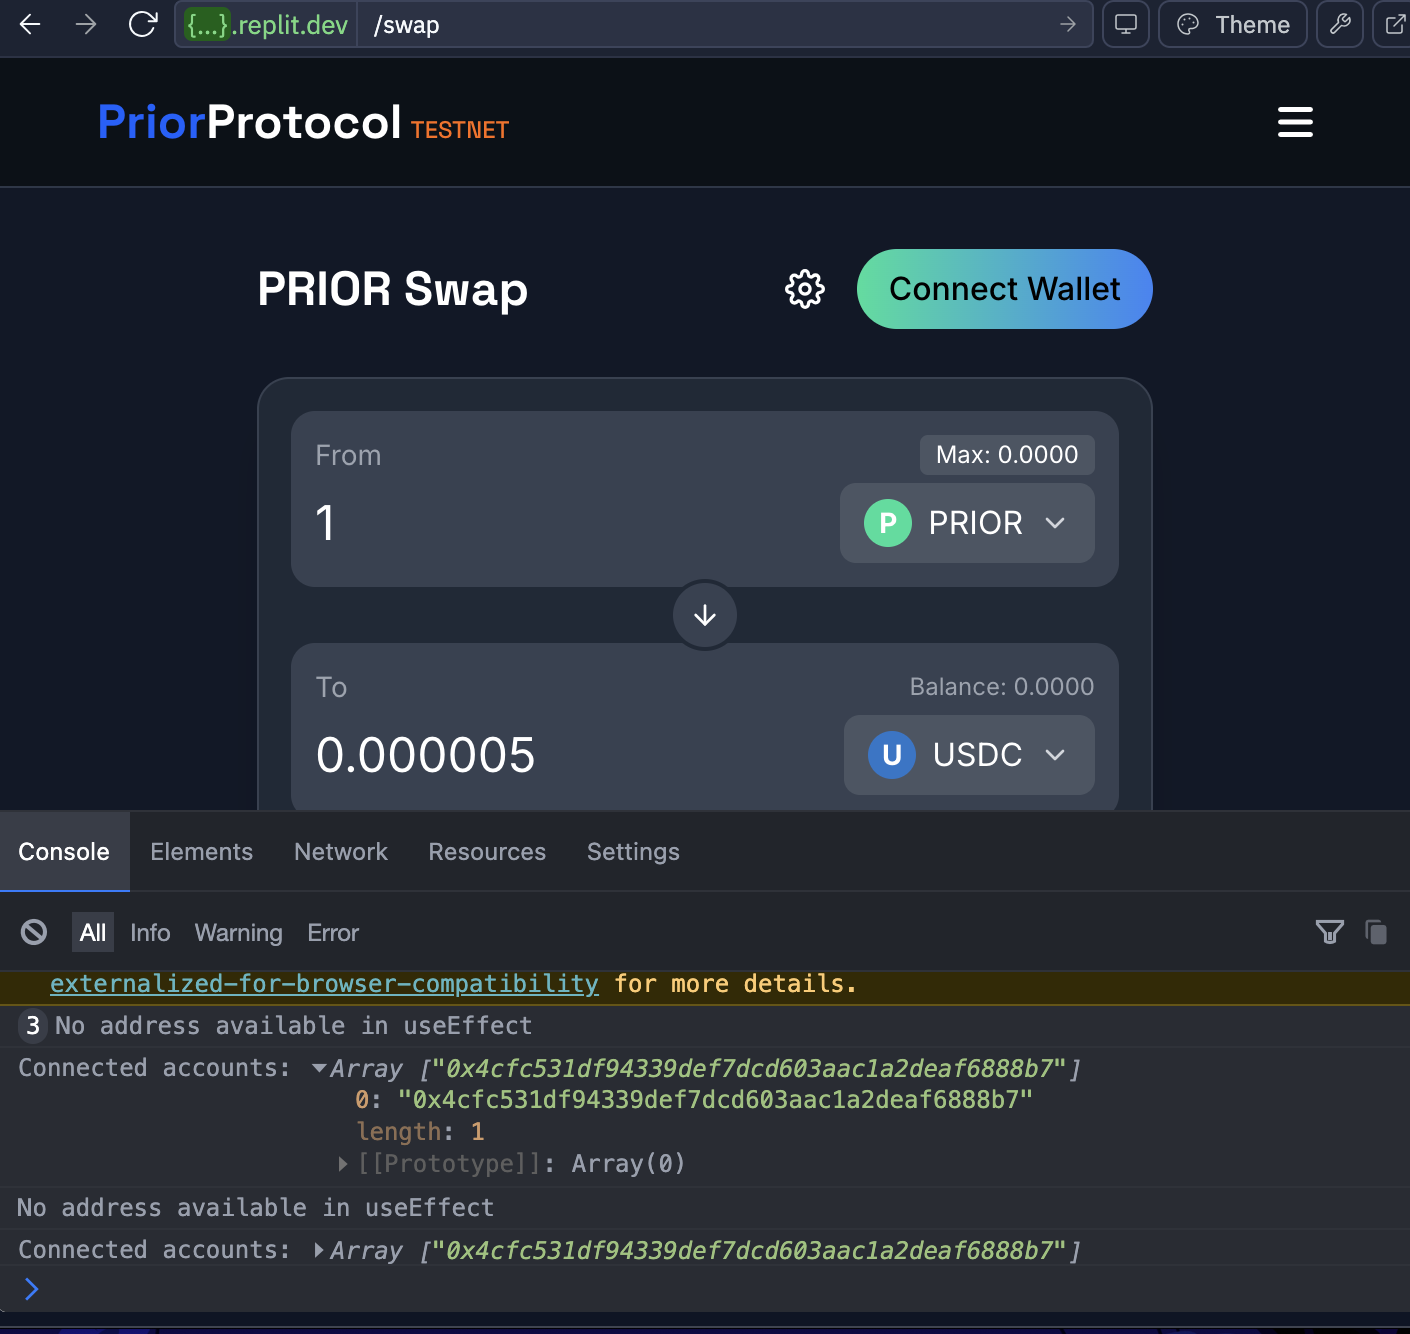 {...}.replit.dev /swap Theme
PriorProtocol TESTNET
PRIOR Swap Connect Wallet
From Max: 0.0000
1 P PRIOR
To Balance: 0.0000
0.000005 U USDC
Console Elements Network Resources Settings
All Info Warning Error
externalized-for-browser-compatibility for more details.
3 No address available in useEffect
Connected accounts: ▼Array ["0x4cfc531df94339def7dcd603aac1a2deaf6888b7"]
0: "0x4cfc531df94339def7dcd603aac1a2deaf6888b7"
length: 1
▶[[Prototype]]: Array(0)
No address available in useEffect
Connected accounts: ▶Array ["0x4cfc531df94339def7dcd603aac1a2deaf6888b7"]